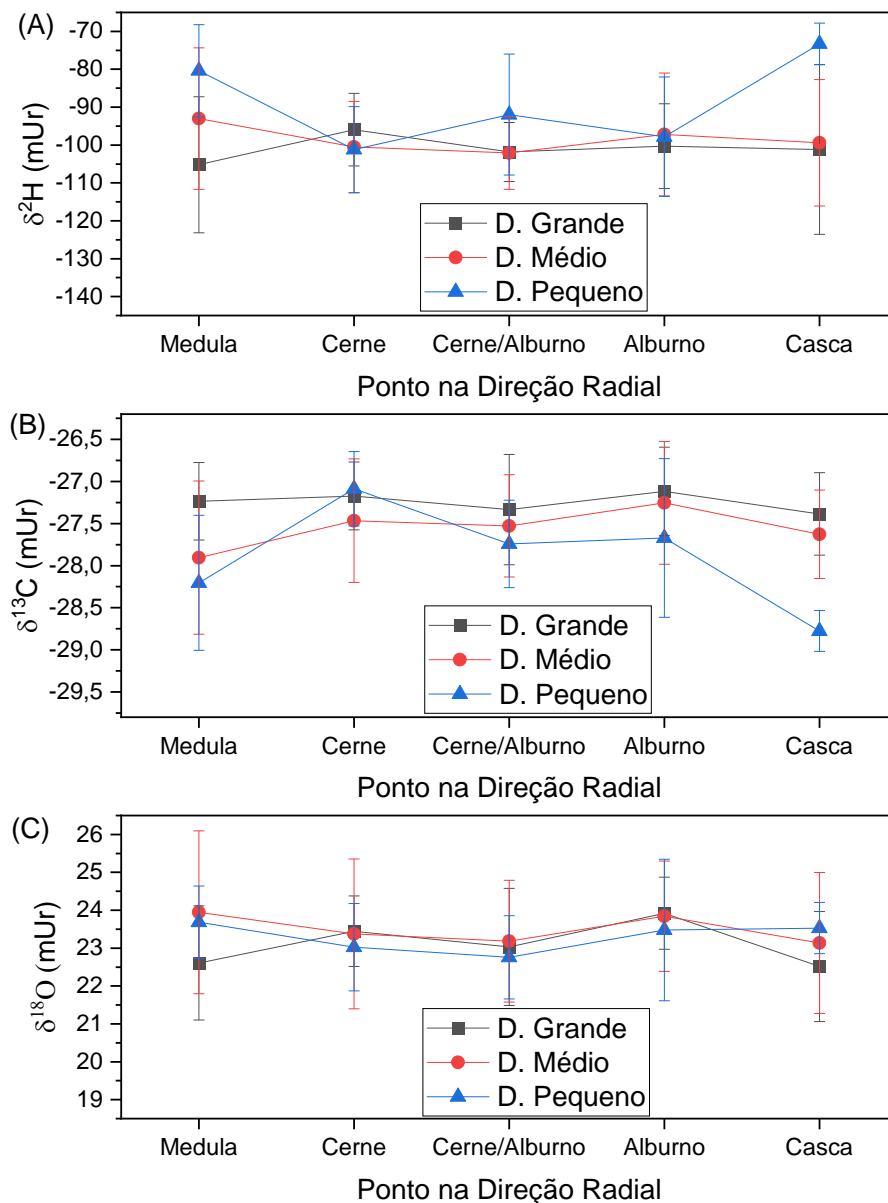 (A)
-70
-80
-90
-100
-110
-120
-130
-140
δ²H (mUr)
D. Grande
D. Médio
D. Pequeno
Medula Cerne Cerne/Alburno Alburno Casca
Ponto na Direção Radial
(B)
-26,5
-27,0
-27,5
-28,0
-28,5
-29,0
-29,5
δ¹³C (mUr)
D. Grande
D. Médio
D. Pequeno
Medula Cerne Cerne/Alburno Alburno Casca
Ponto na Direção Radial
(C)
26
25
24
23
22
21
20
19
δ¹⁸O (mUr)
D. Grande
D. Médio
D. Pequeno
Medula Cerne Cerne/Alburno Alburno Casca
Ponto na Direção Radial